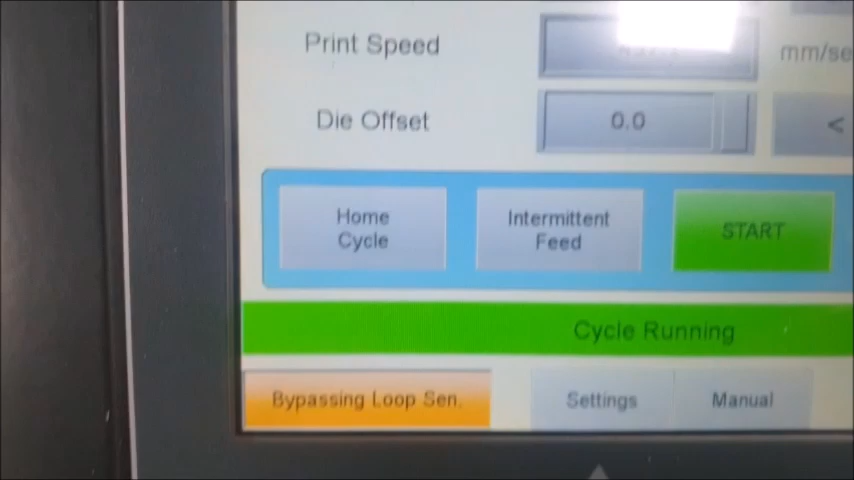 Print Speed
mm/se
Die Offset
0.0
<
Home
Cycle
Intermittent
Feed
START
Cycle Running
Bypassing Loop Sen.
Settings
Manual